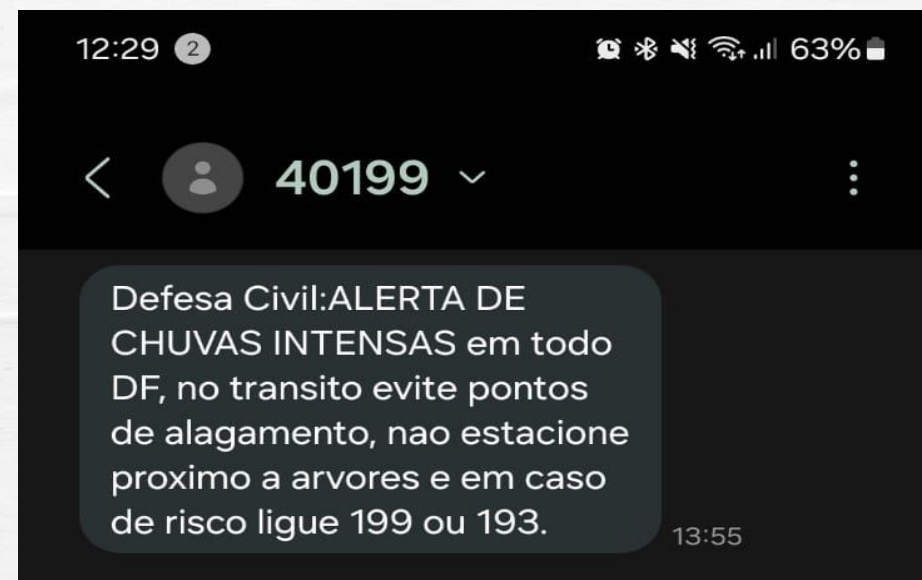 12:29 2 63%
40199
Defesa Civil:ALERTA DE
CHUVAS INTENSAS em todo
DF, no transito evite pontos
de alagamento, nao estacione
proximo a arvores e em caso
de risco ligue 199 ou 193.
13:55